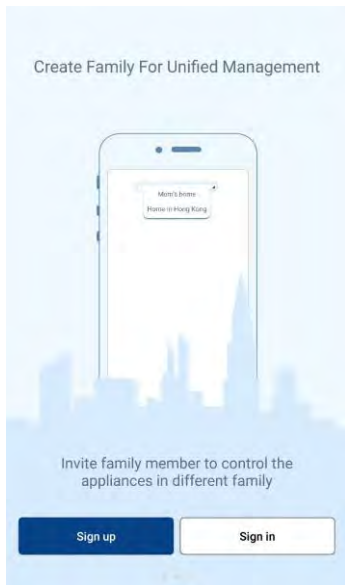 Create Family For Unified Management
Mom's home
Home in Hong Kong
Invite family member to control the
appliances in different family
Sign up
Sign in